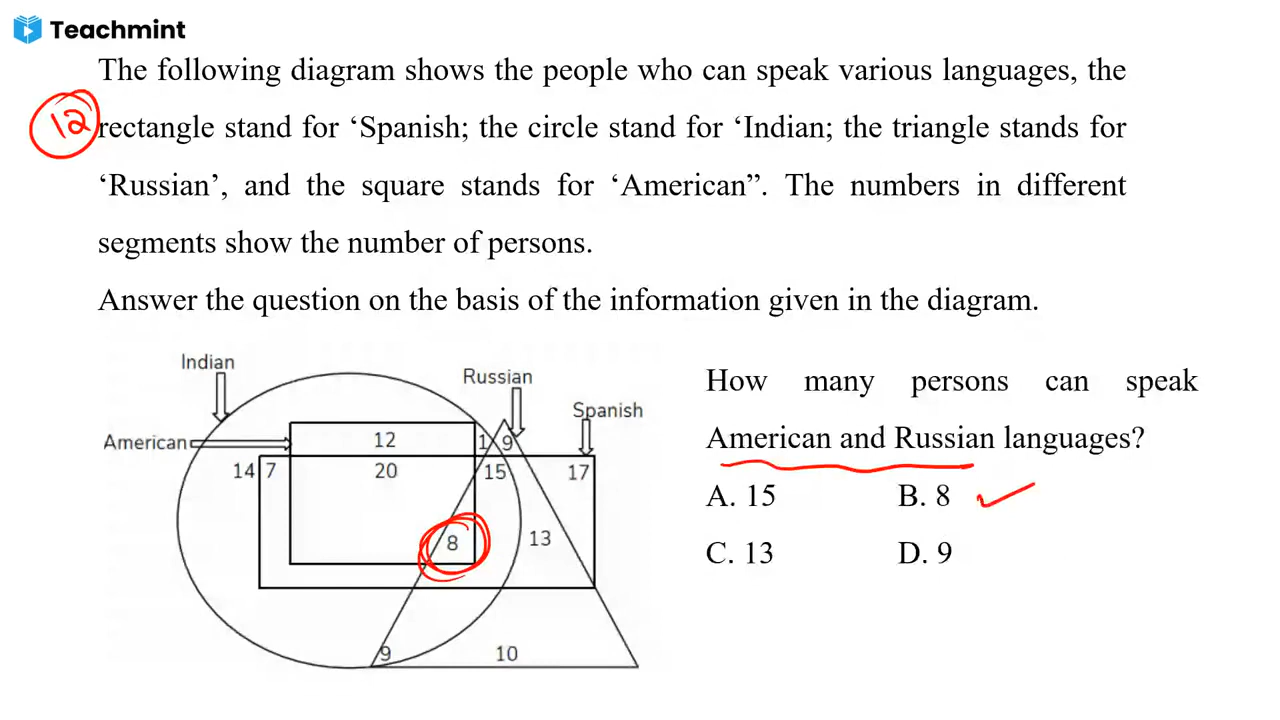 Teachmint
The following diagram shows the people who can speak various languages, the
12
rectangle stand for ‘Spanish; the circle stand for ‘Indian; the triangle stands for
‘Russian’, and the square stands for ‘American”. The numbers in different
segments show the number of persons.
Answer the question on the basis of the information given in the diagram.
Indian
Russian
Spanish
American
12
1
9
14
7
20
15
17
8
13
9
10
How many persons can speak
American and Russian languages?
A. 15 B. 8
C. 13 D. 9